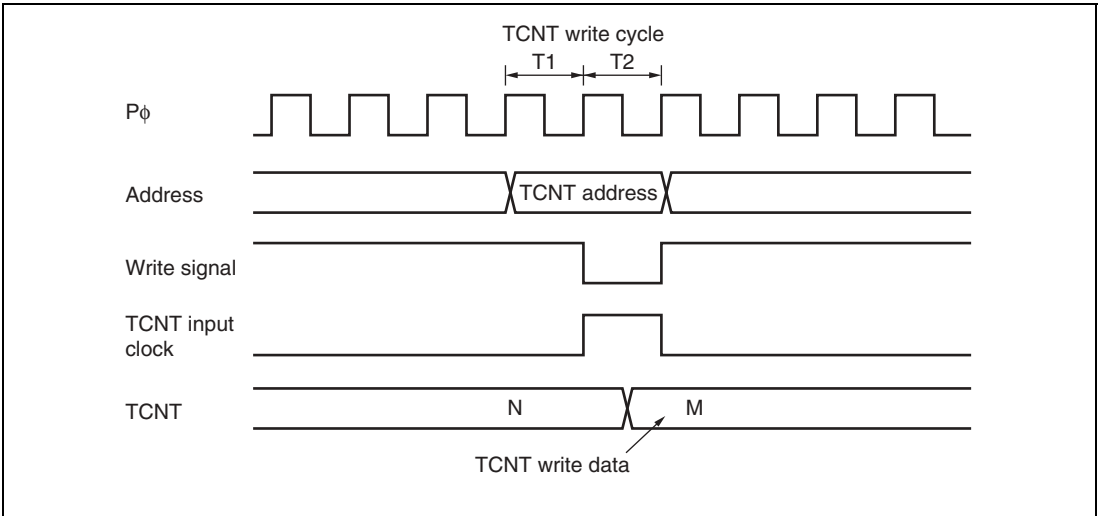 TCNT write cycle
T1 T2
Pϕ
Address
TCNT address
Write signal
TCNT input
clock
TCNT
N
M
TCNT write data